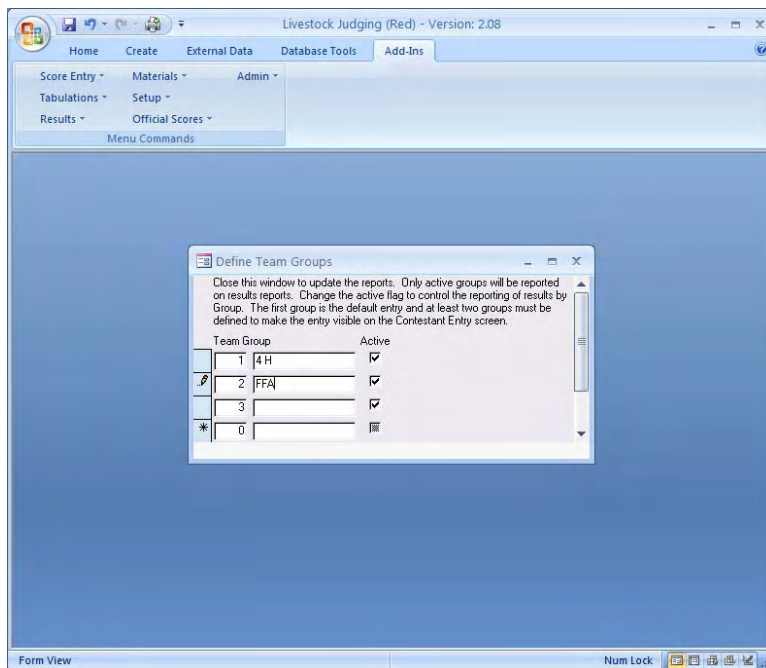 Livestock Judging (Red) - Version: 2.08
Home Create External Data Database Tools Add-Ins
Score Entry Materials Admin
Tabulations Setup
Results Official Scores
Menu Commands
Define Team Groups
Close this window to update the reports. Only active groups will be reported
on results reports. Change the active flag to control the reporting of results by
Group. The first group is the default entry and at least two groups must be
defined to make the entry visible on the Contestant Entry screen.
Team Group Active
1 4 H
2 FFA
3
* 0
Form View Num Lock